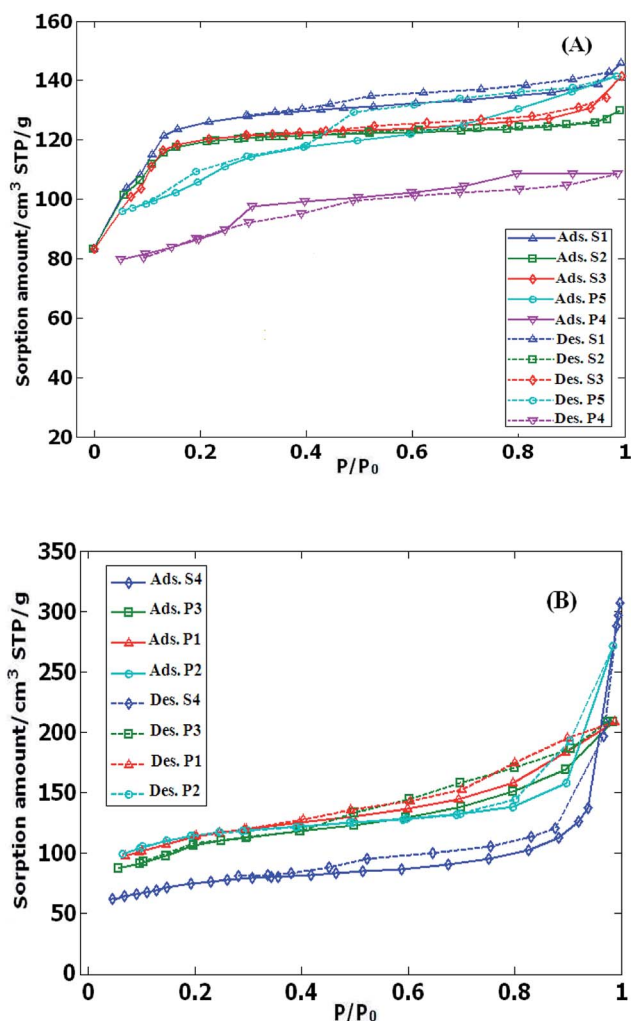 160
(A)
140
120
100
80
60
40
20
Sorption amount/cm³ STP/g
Ads. S1
Ads. S2
Ads. S3
Ads. P5
Ads. P4
Des. S1
Des. S2
Des. S3
Des. P5
Des. P4
0 0.2 0.4 0.6 0.8 1
P/P₀
350
(B)
300
250
200
150
100
50
0
Sorption amount/cm³ STP/g
Ads. S4
Ads. P3
Ads. P1
Ads. P2
Des. S4
Des. P3
Des. P1
Des. P2
0 0.2 0.4 0.6 0.8 1
P/P₀